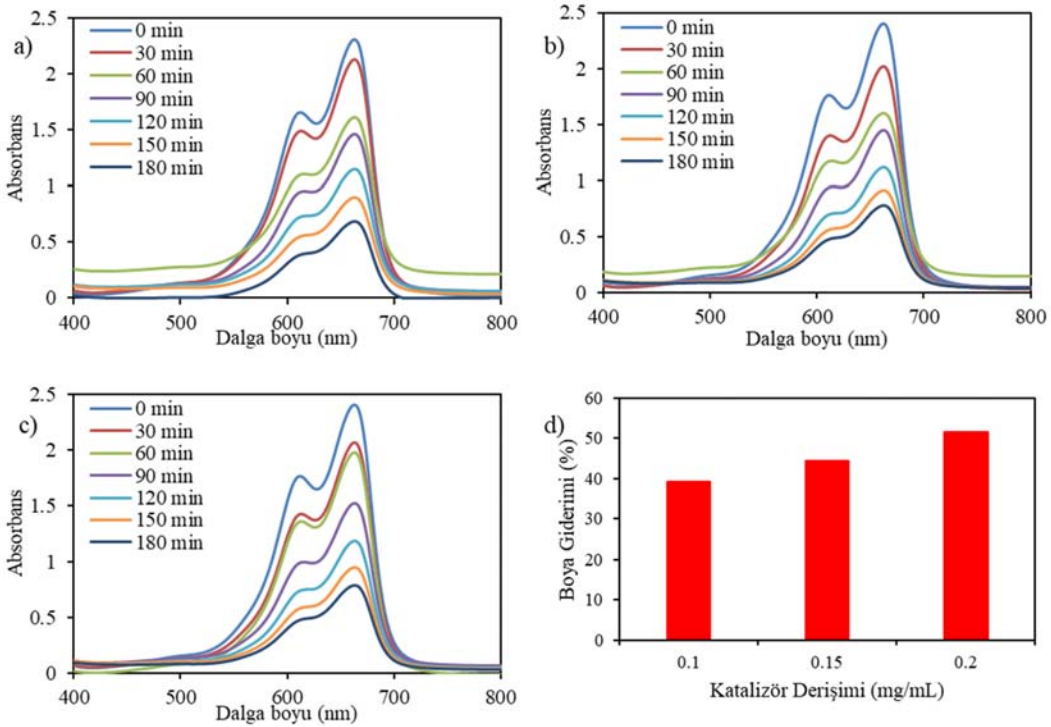 a)
2.5
2
1.5
1
0.5
0
Absorbans
0 min
30 min
60 min
90 min
120 min
150 min
180 min
400 500 600 700 800
Dalga boyu (nm)
b)
2.5
2
1.5
1
0.5
0
Absorbans
0 min
30 min
60 min
90 min
120 min
150 min
180 min
400 500 600 700 800
Dalga boyu (nm)
c)
2.5
2
1.5
1
0.5
0
Absorbans
0 min
30 min
60 min
90 min
120 min
150 min
180 min
400 500 600 700 800
Dalga boyu (nm)
d)
60
50
40
30
20
10
0
Boya Giderimi (%)
0.1 0.15 0.2
Katalizör Derişimi (mg/mL)